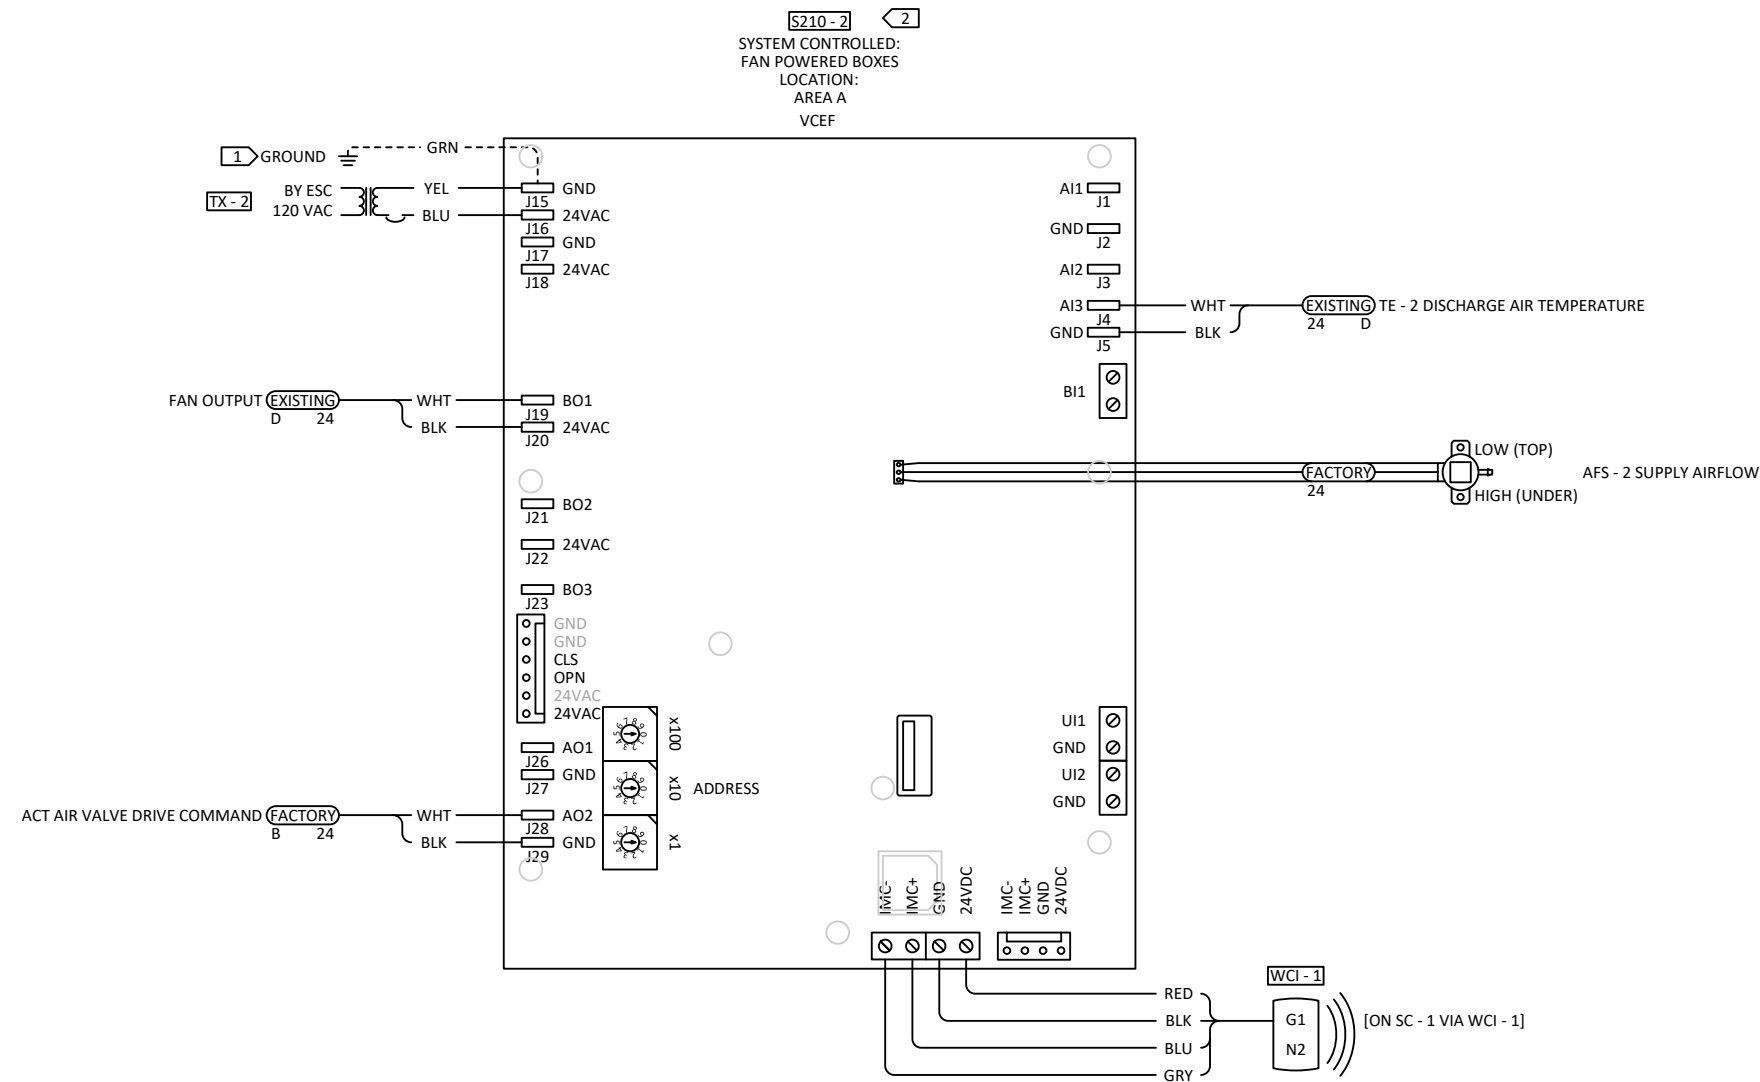 S210 - 2
2
SYSTEM CONTROLLED:
FAN POWERED BOXES
LOCATION:
AREA A
VCEF
1 GROUND
GRN
TX - 2
BY ESC
120 VAC
YEL
BLU
GND
J15
24VAC
J16
GND
J17
24VAC
J18
FAN OUTPUT EXISTING
D 24
WHT
BLK
BO1
J19
24VAC
J20
BO2
J21
24VAC
J22
BO3
J23
GND
GND
CLS
OPN
24VAC
24VAC
AO1
J26
GND
J27
ACT AIR VALVE DRIVE COMMAND FACTORY
B 24
WHT
BLK
AO2
J28
GND
J29
x100
x10
x1
ADDRESS
AI1
J1
GND
J2
AI2
J3
AI3
J4
GND
J5
WHT
BLK
EXISTING TE - 2 DISCHARGE AIR TEMPERATURE
24 D
BI1
FACTORY
24
LOW (TOP)
HIGH (UNDER)
AFS - 2 SUPPLY AIRFLOW
UI1
GND
UI2
GND
IMC-
IMC+
GND
24VDC
IMC-
IMC+
GND
24VDC
RED
BLK
BLU
GRY
WCI - 1
G1
N2
[ON SC - 1 VIA WCI - 1]